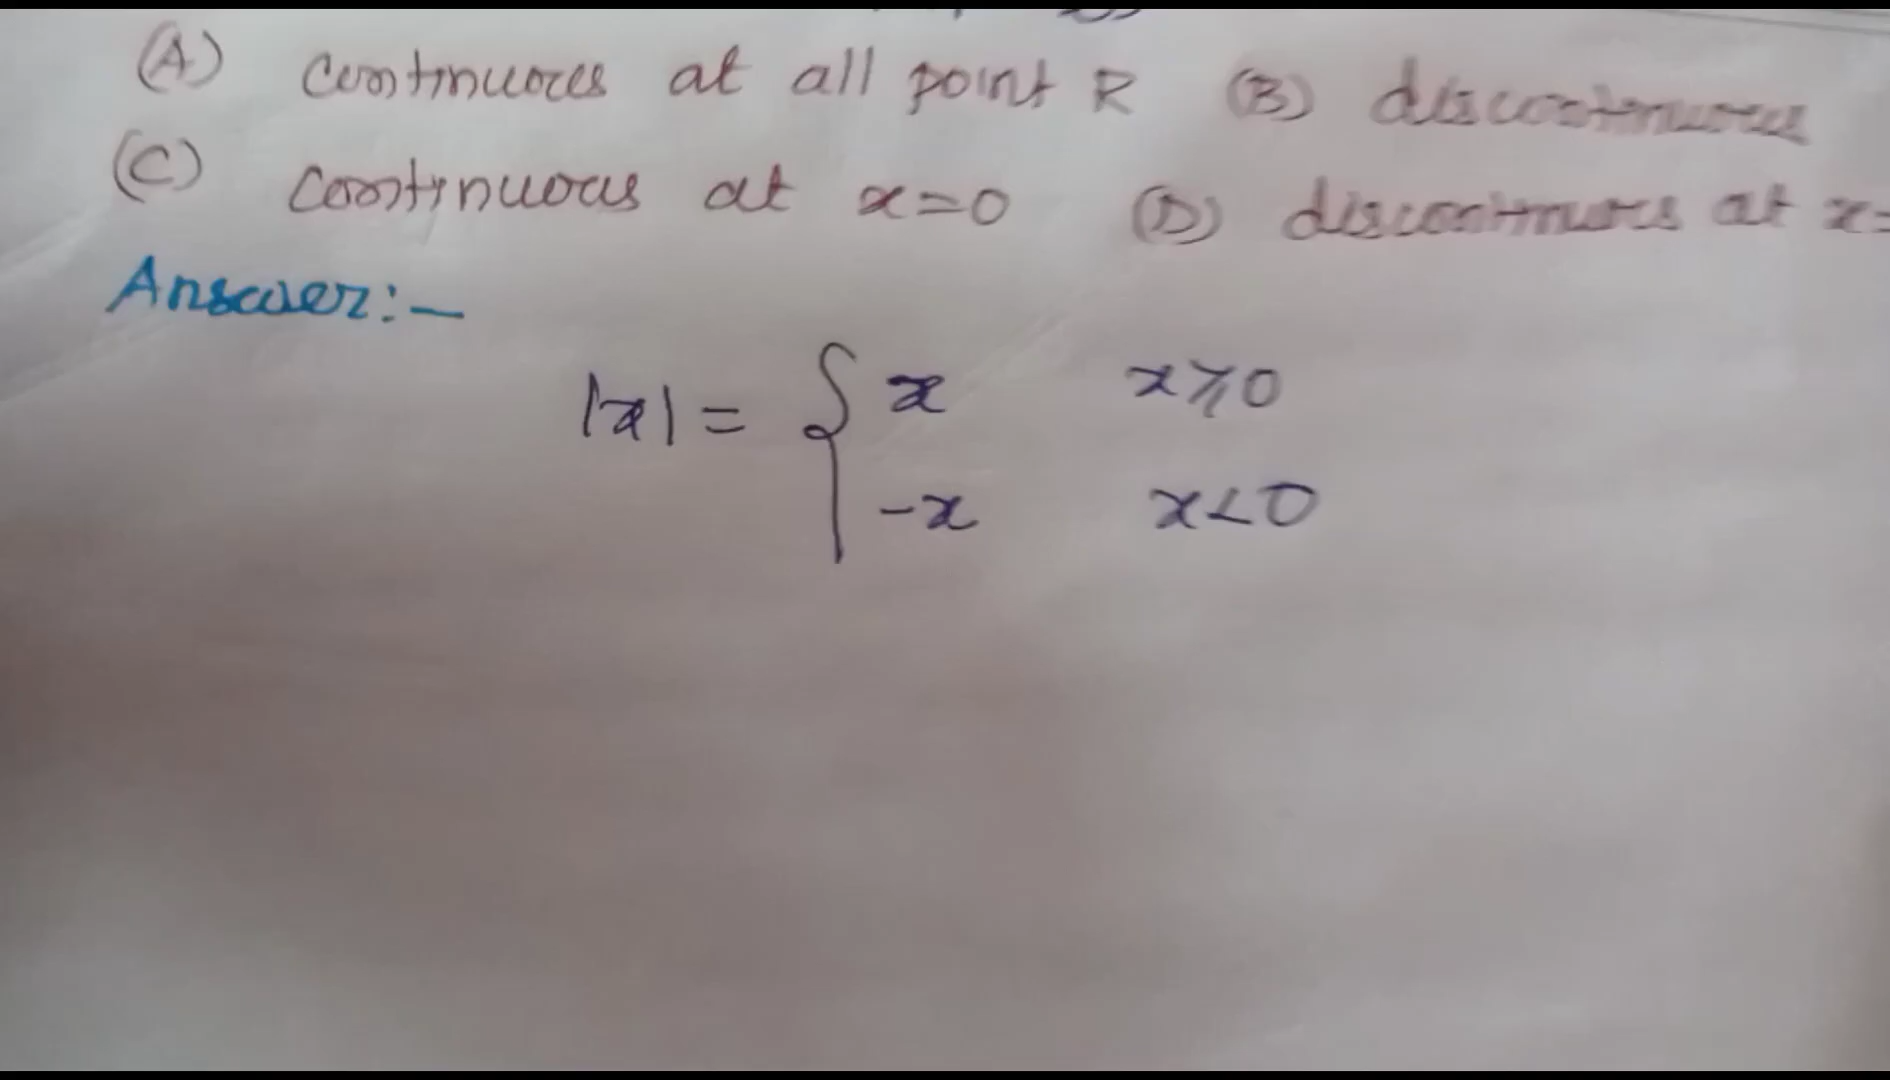 (A) continuous at all point R (B) discontinuous
(C) continuous at x=0 (D) discontinuous at x=
Answer:-
|x| = { x x⩾0
-x x<0